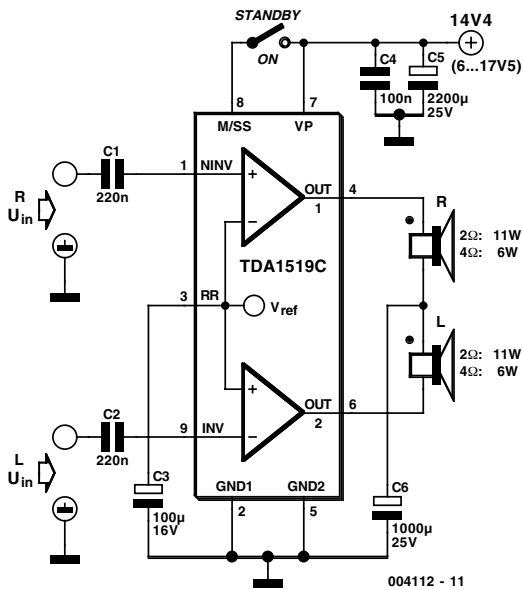 STANDBY
ON
14V4
(6...17V5)
C4
100n
C5
2200µ
25V
8
7
M/SS
VP
C1
220n
1
NINV
R
Uin
+
–
OUT
1
4
R
2Ω: 11W
4Ω: 6W
TDA1519C
3
RR
Vref
L
2Ω: 11W
4Ω: 6W
+
–
OUT
2
6
C2
220n
9
INV
L
Uin
C3
100µ
16V
GND1
GND2
2
5
C6
1000µ
25V
004112 - 11